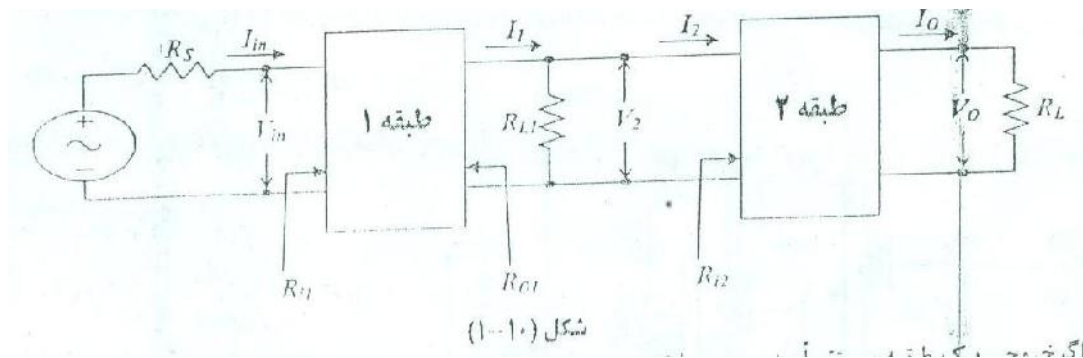 I_in I_1 I_2 I_O
R_S
V_in طبقه ۱ R_L1 V_2 طبقه ۲ V_O R_L
R_i1 R_O1 R_i2
شکل (۱۰-۱)